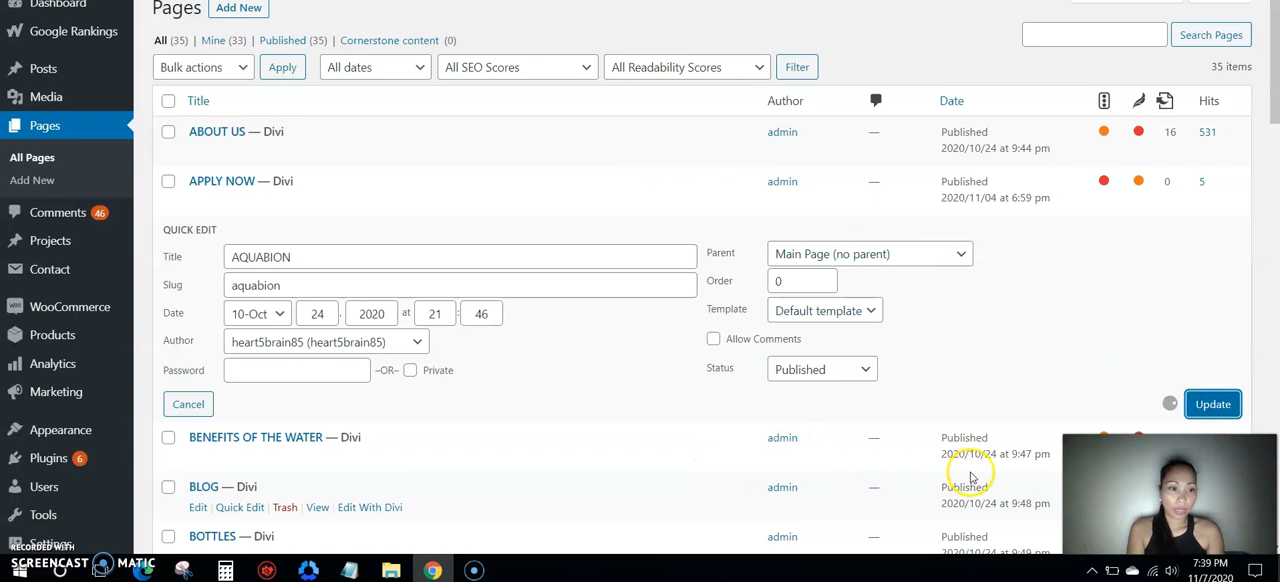 Dashboard
Pages Add New
Google Rankings
All (35) | Mine (33) | Published (35) | Cornerstone content (0)
Search Pages
Posts
Bulk actions Apply All dates All SEO Scores All Readability Scores Filter 35 items
Media
Title Author Date Hits
Pages
ABOUT US — Divi admin — Published 16 531
2020/10/24 at 9:44 pm
All Pages
Add New
APPLY NOW — Divi admin — Published 0 5
2020/11/04 at 6:59 pm
Comments 46
QUICK EDIT
Projects
Title AQUABION Parent Main Page (no parent)
Contact
Slug aquabion Order 0
WooCommerce
Date 10-Oct 24, 2020 at 21:46 Template Default template
Products
Author heart5brain85 (heart5brain85) Allow Comments
Analytics
Password –OR– Private Status Published
Marketing
Cancel Update
Appearance
BENEFITS OF THE WATER — Divi admin — Published
2020/10/24 at 9:47 pm
Plugins 6
Users
BLOG — Divi admin — Published
2020/10/24 at 9:48 pm
Edit | Quick Edit | Trash | View | Edit With Divi
Tools
BOTTLES — Divi admin — Published
2020/10/24 at 9:49 pm
Settings
RECORDED WITH
SCREENCAST MATIC
7:39 PM
11/7/2020